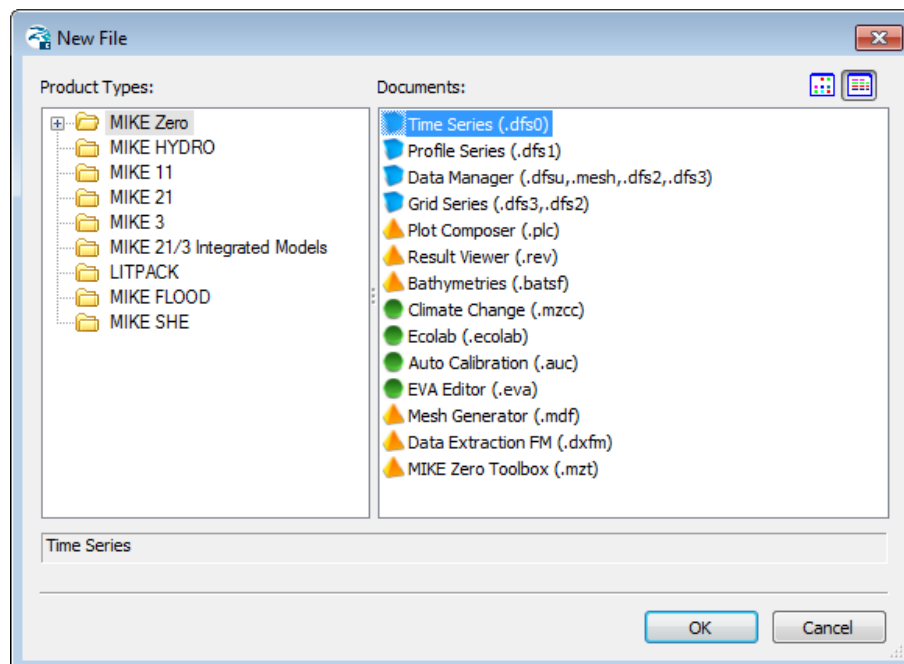 New File
Product Types:
MIKE Zero
MIKE HYDRO
MIKE 11
MIKE 21
MIKE 3
MIKE 21/3 Integrated Models
LITPACK
MIKE FLOOD
MIKE SHE
Documents:
Time Series (.dfs0)
Profile Series (.dfs1)
Data Manager (.dfsu,.mesh,.dfs2,.dfs3)
Grid Series (.dfs3,.dfs2)
Plot Composer (.plc)
Result Viewer (.rev)
Bathymetries (.batsf)
Climate Change (.mzcc)
Ecolab (.ecolab)
Auto Calibration (.auc)
EVA Editor (.eva)
Mesh Generator (.mdf)
Data Extraction FM (.dxfm)
MIKE Zero Toolbox (.mzt)
Time Series
OK
Cancel